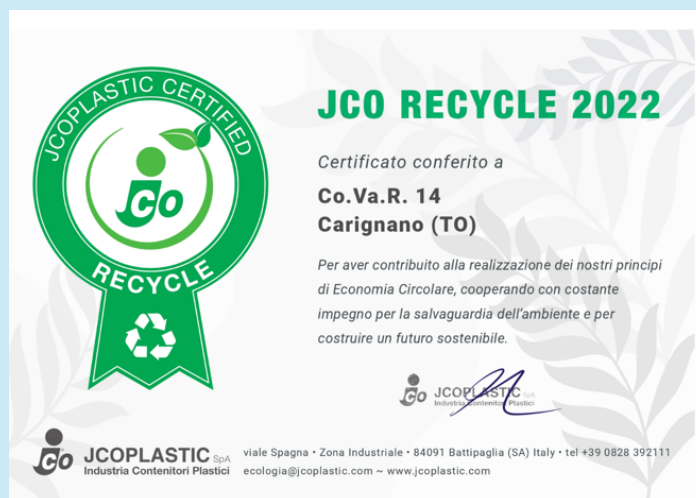 JCOPLASTIC CERTIFIED
jco
RECYCLE
JCO RECYCLE 2022
Certificato conferito a
Co.Va.R. 14
Carignano (TO)
Per aver contribuito alla realizzazione dei nostri principi
di Economia Circolare, cooperando con costante
impegno per la salvaguardia dell'ambiente e per
costruire un futuro sostenibile.
jco JCOPLASTIC SpA
Industria Contenitori Plastici
jco JCOPLASTIC SpA
Industria Contenitori Plastici
viale Spagna • Zona Industriale • 84091 Battipaglia (SA) Italy • tel +39 0828 392111
ecologia@jcoplastic.com ~ www.jcoplastic.com